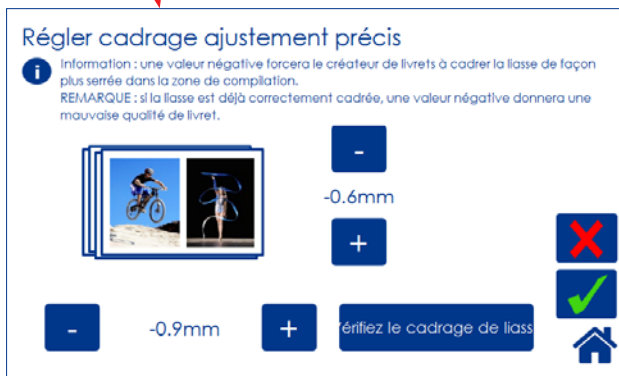 Régler cadrage ajustement précis
i
Information : une valeur négative forcera le créateur de livrets à cadrer la liasse de façon
plus serrée dans la zone de compilation.
REMARQUE : si la liasse est déjà correctement cadrée, une valeur négative donnera une
mauvaise qualité de livret.
-
-0.6mm
+
-
-0.9mm
+
érifiez le cadrage de liass